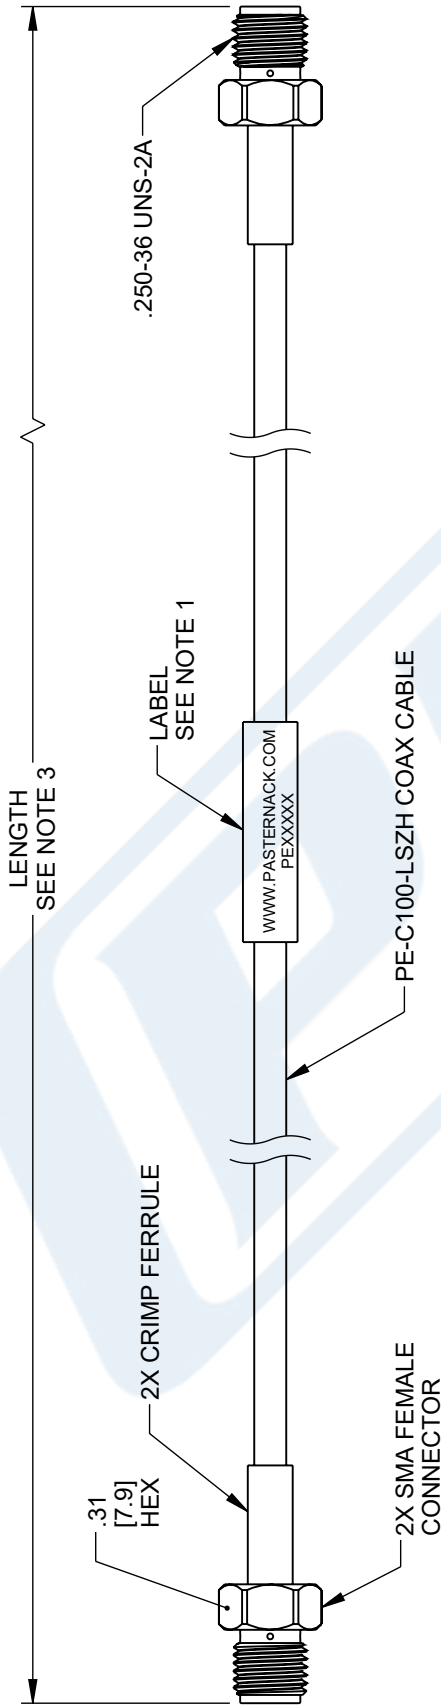 LENGTH
SEE NOTE 3
.250-36 UNS-2A
LABEL
SEE NOTE 1
.31
[7.9]
HEX
2X CRIMP FERRULE
WWW.PASTERNACK.COM
PEXXXXX
PE-C100-LSZH COAX CABLE
2X SMA FEMALE
CONNECTOR